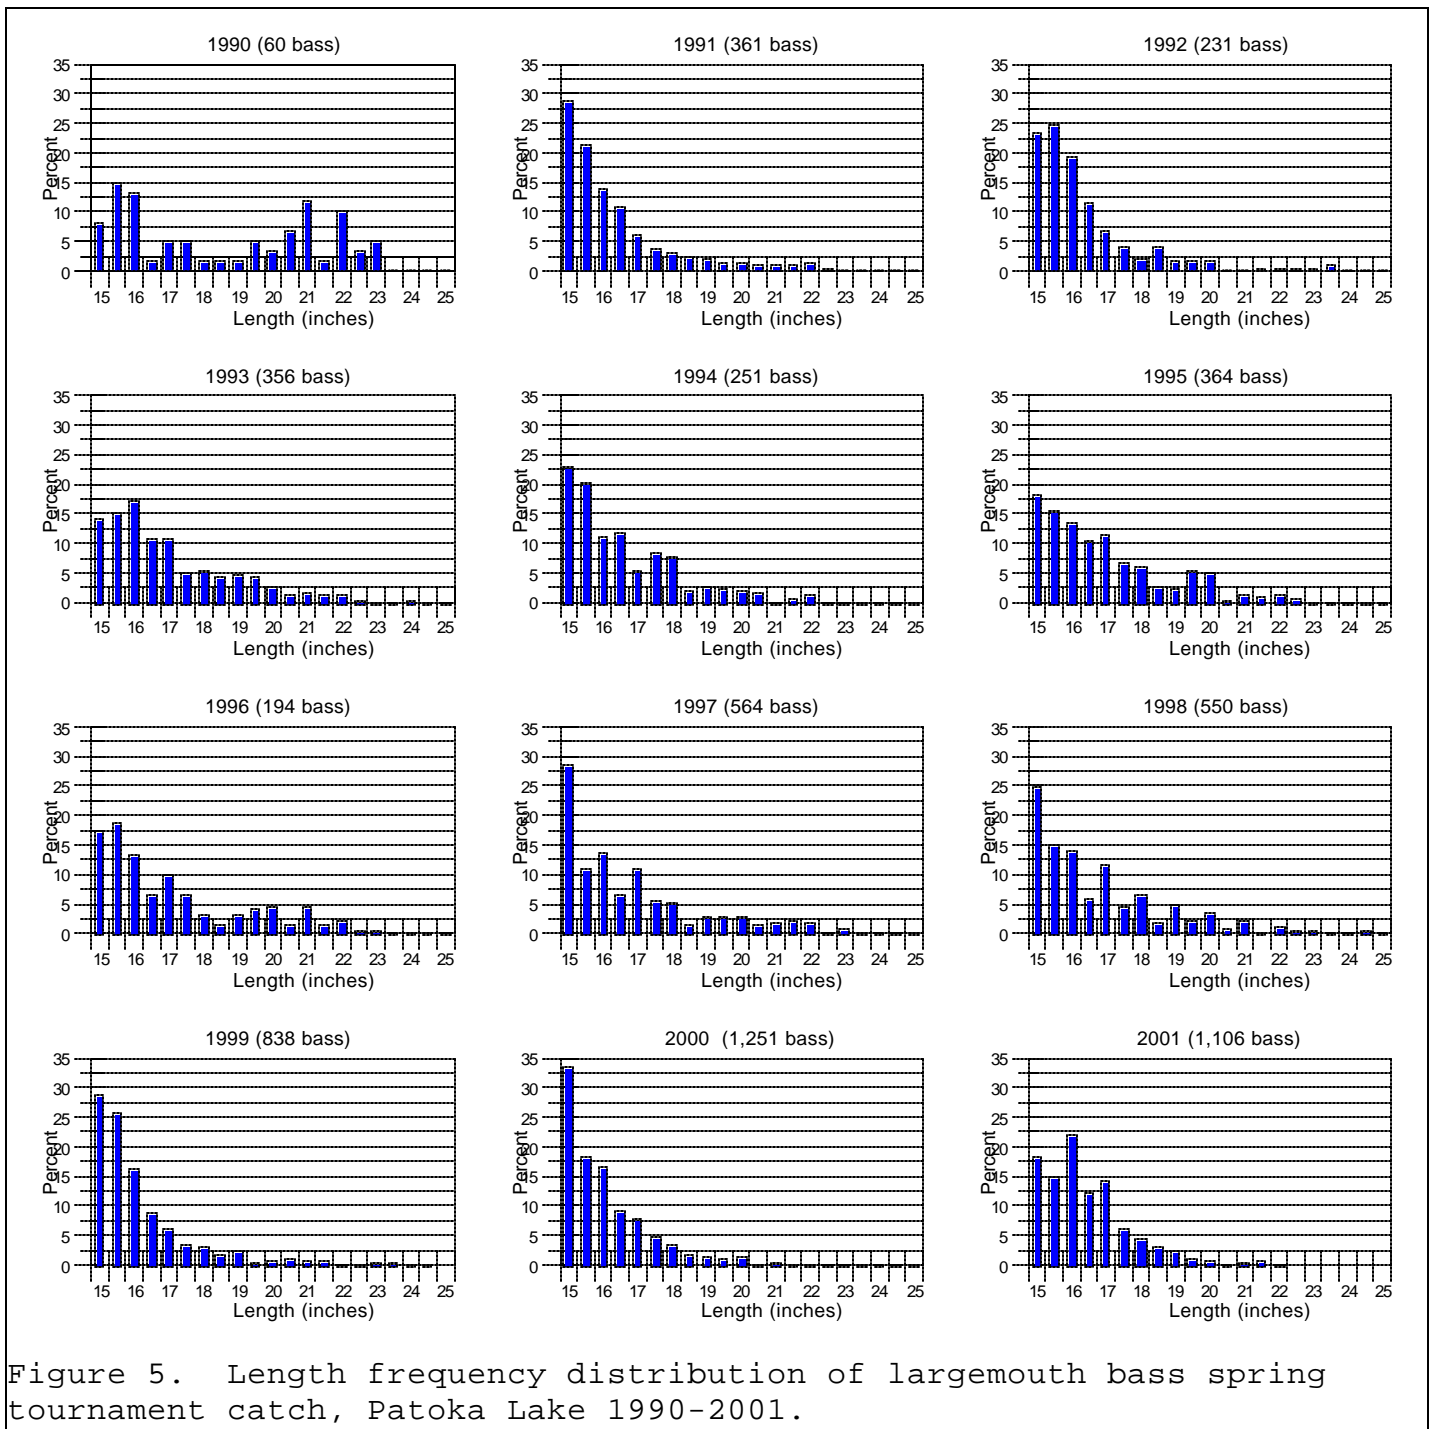 1990 (60 bass)
35
30
25
20
15
10
5
0
Percent
15 16 17 18 19 20 21 22 23 24 25
Length (inches)
1991 (361 bass)
35
30
25
20
15
10
5
0
Percent
15 16 17 18 19 20 21 22 23 24 25
Length (inches)
1992 (231 bass)
35
30
25
20
15
10
5
0
Percent
15 16 17 18 19 20 21 22 23 24 25
Length (inches)
1993 (356 bass)
35
30
25
20
15
10
5
0
Percent
15 16 17 18 19 20 21 22 23 24 25
Length (inches)
1994 (251 bass)
35
30
25
20
15
10
5
0
Percent
15 16 17 18 19 20 21 22 23 24 25
Length (inches)
1995 (364 bass)
35
30
25
20
15
10
5
0
Percent
15 16 17 18 19 20 21 22 23 24 25
Length (inches)
1996 (194 bass)
35
30
25
20
15
10
5
0
Percent
15 16 17 18 19 20 21 22 23 24 25
Length (inches)
1997 (564 bass)
35
30
25
20
15
10
5
0
Percent
15 16 17 18 19 20 21 22 23 24 25
Length (inches)
1998 (550 bass)
35
30
25
20
15
10
5
0
Percent
15 16 17 18 19 20 21 22 23 24 25
Length (inches)
1999 (838 bass)
35
30
25
20
15
10
5
0
Percent
15 16 17 18 19 20 21 22 23 24 25
Length (inches)
2000 (1,251 bass)
35
30
25
20
15
10
5
0
Percent
15 16 17 18 19 20 21 22 23 24 25
Length (inches)
2001 (1,106 bass)
35
30
25
20
15
10
5
0
Percent
15 16 17 18 19 20 21 22 23 24 25
Length (inches)
Figure 5. Length frequency distribution of largemouth bass spring
tournament catch, Patoka Lake 1990-2001.